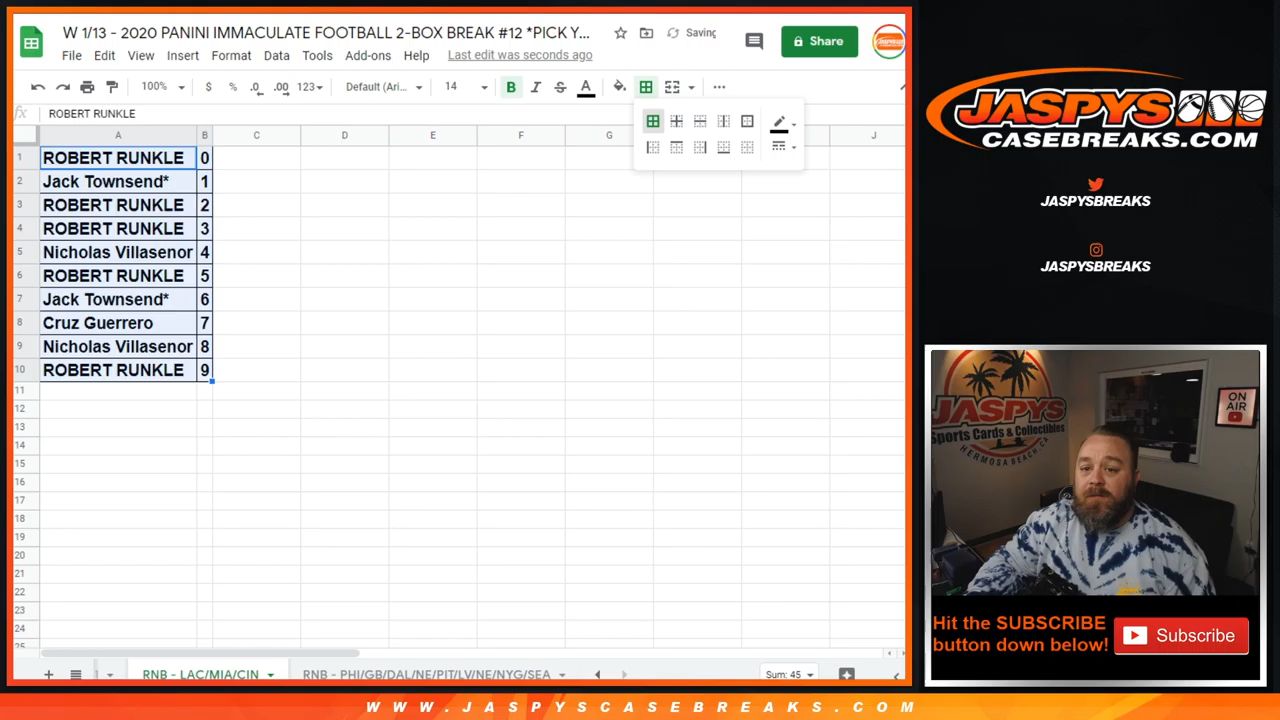 W 1/13 - 2020 PANINI IMMACULATE FOOTBALL 2-BOX BREAK #12 *PICK Y...
Saving
Share
File Edit View Insert Format Data Tools Add-ons Help Last edit was seconds ago
100% $ % .0 .00 123 Default (Ari... 14 B I S A
fx ROBERT RUNKLE
A B C D E F G H I J
1 ROBERT RUNKLE 0
2 Jack Townsend* 1
3 ROBERT RUNKLE 2
4 ROBERT RUNKLE 3
5 Nicholas Villasenor 4
6 ROBERT RUNKLE 5
7 Jack Townsend* 6
8 Cruz Guerrero 7
9 Nicholas Villasenor 8
10 ROBERT RUNKLE 9
11
12
13
14
15
16
17
18
19
20
21
22
23
24
25
RNB - LAC/MIA/CIN RNB - PHI/GB/DAL/NE/PIT/LV/NE/NYG/SEA Sum: 45
JASPYS
CASEBREAKS.COM
JASPYSBREAKS
JASPYSBREAKS
JASPYS
Sports Cards & Collectibles
HERMOSA BEACH, CA
ON
AIR
Hit the SUBSCRIBE
button down below!
Subscribe
WWW.JASPYSCASEBREAKS.COM